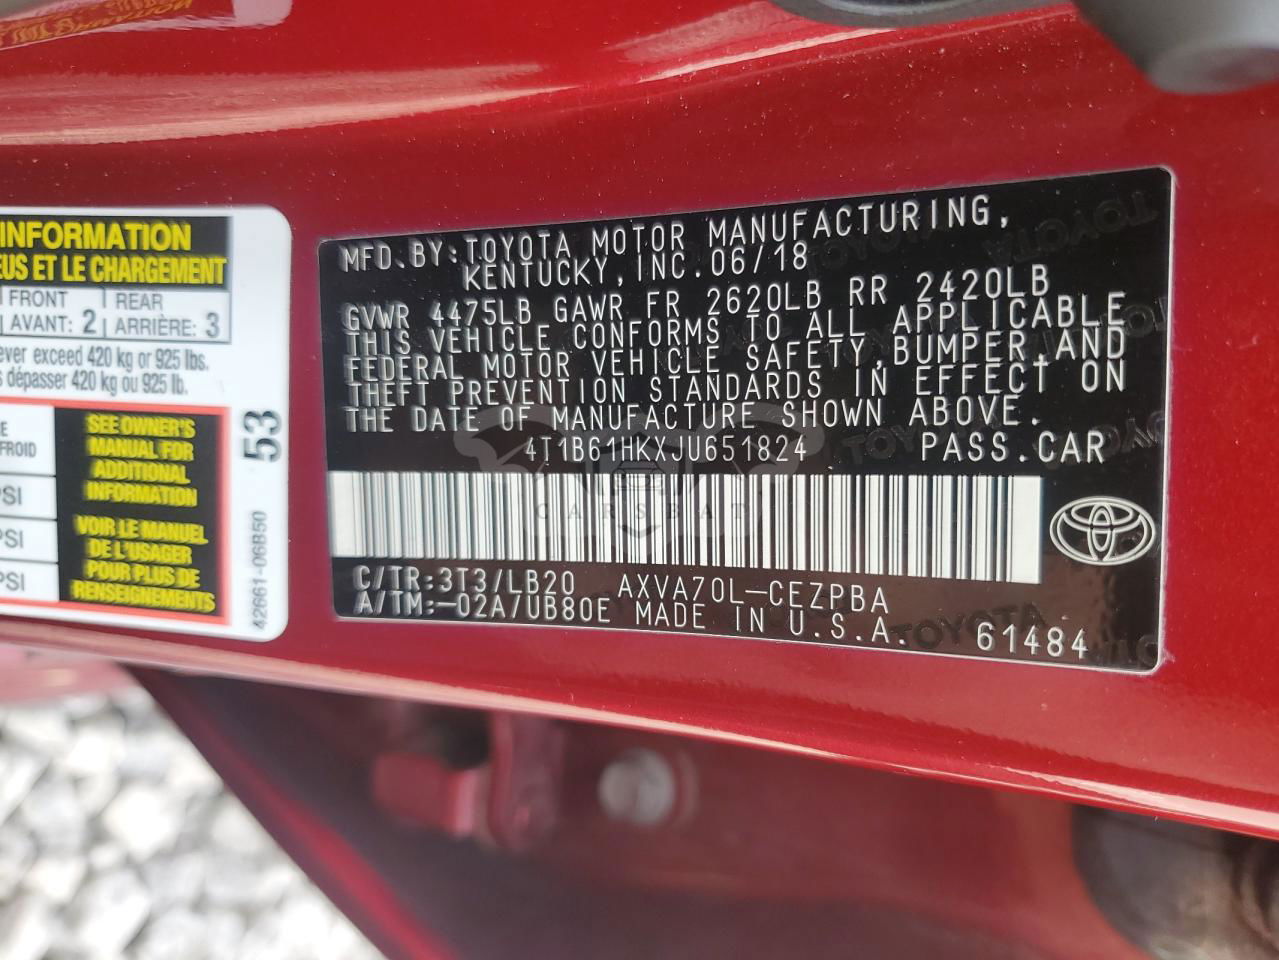 INFORMATION
EUS ET LE CHARGEMENT
FRONT REAR
AVANT: 2 ARRIÈRE: 3
ever exceed 420 kg or 925 lbs.
s dépasser 420 kg ou 925 lb.
E
FROID
PSI
PSI
PSI
SEE OWNER'S
MANUAL FOR
ADDITIONAL
INFORMATION
VOIR LE MANUEL
DE L'USAGER
POUR PLUS DE
RENSEIGNEMENTS
53
42661-06B50
MFD.BY:TOYOTA MOTOR MANUFACTURING,
KENTUCKY,INC.06/18
GVWR 4475LB GAWR FR 2620LB RR 2420LB
THIS VEHICLE CONFORMS TO ALL APPLICABLE
FEDERAL MOTOR VEHICLE SAFETY,BUMPER,AND
THEFT PREVENTION STANDARDS IN EFFECT ON
THE DATE OF MANUFACTURE SHOWN ABOVE.
4T1B61HKXJU651824 PASS.CAR
CARSBAT
C/TR:3T3/LB20 AXVA70L-CEZPBA
A/TM:-02A/UB80E MADE IN U.S.A. 61484
TOYOTA